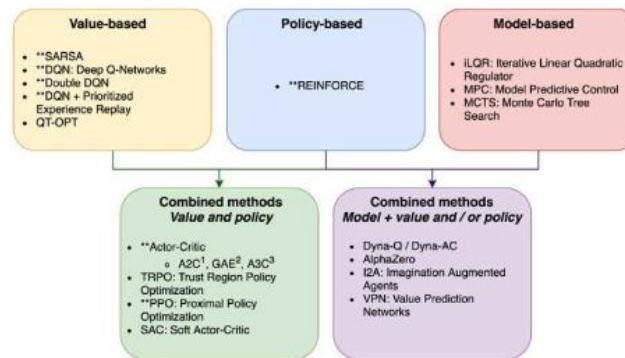 Value-based
• **SARSA
• **DQN: Deep Q-Networks
• **Double DQN
• **DQN + Prioritized
Experience Replay
• QT-OPT
Policy-based
• **REINFORCE
Model-based
• iLQR: Iterative Linear Quadratic
Regulator
• MPC: Model Predictive Control
• MCTS: Monte Carlo Tree
Search
Combined methods
Value and policy
• **Actor-Critic
○ A2C¹, GAE², A3C³
• TRPO: Trust Region Policy
Optimization
• **PPO: Proximal Policy
Optimization
• SAC: Soft Actor-Critic
Combined methods
Model + value and / or policy
• Dyna-Q / Dyna-AC
• AlphaZero
• I2A: Imagination Augmented
Agents
• VPN: Value Prediction
Networks